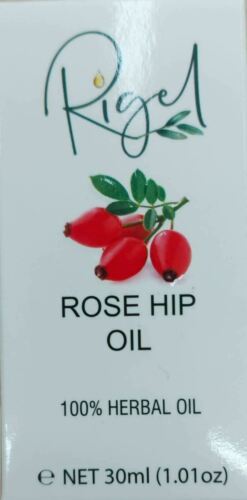 Rigel
ROSE HIP
OIL
100% HERBAL OIL
℮ NET 30ml (1.01oz)